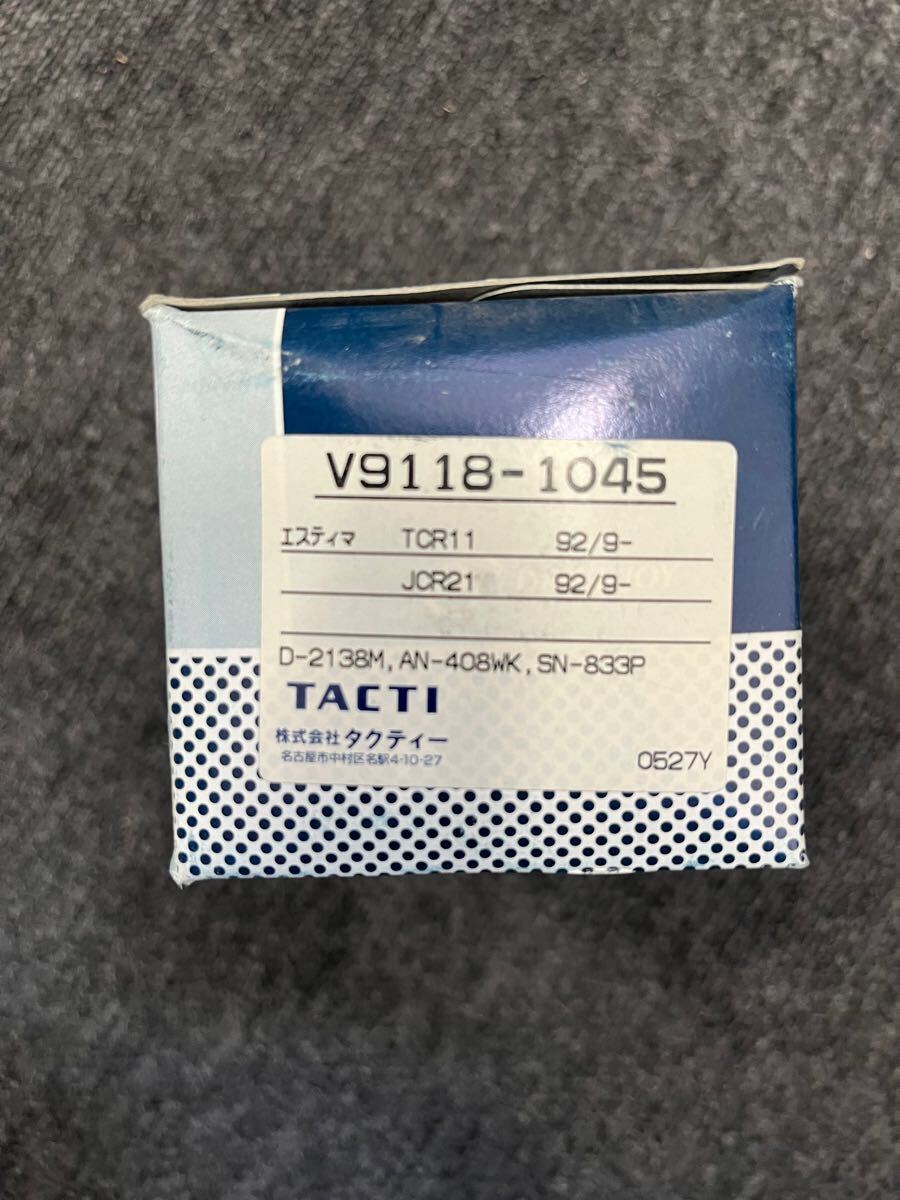 V9118-1045
エスティマ TCR11 92/9-
JCR21 92/9-
D-2138M, AN-408WK, SN-833P
TACTI
株式会社 タクティー
名古屋市中村区名駅4-10-27
0527Y